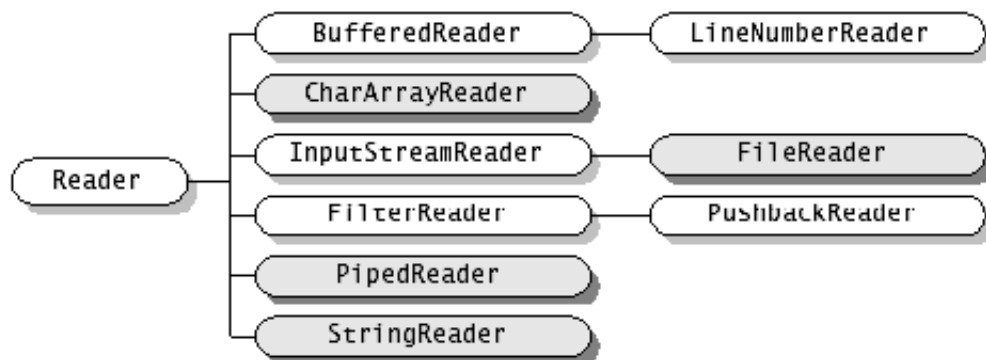 BufferedReader
LineNumberReader
CharArrayReader
InputStreamReader
FileReader
Reader
FilterReader
PushbackReader
PipedReader
StringReader